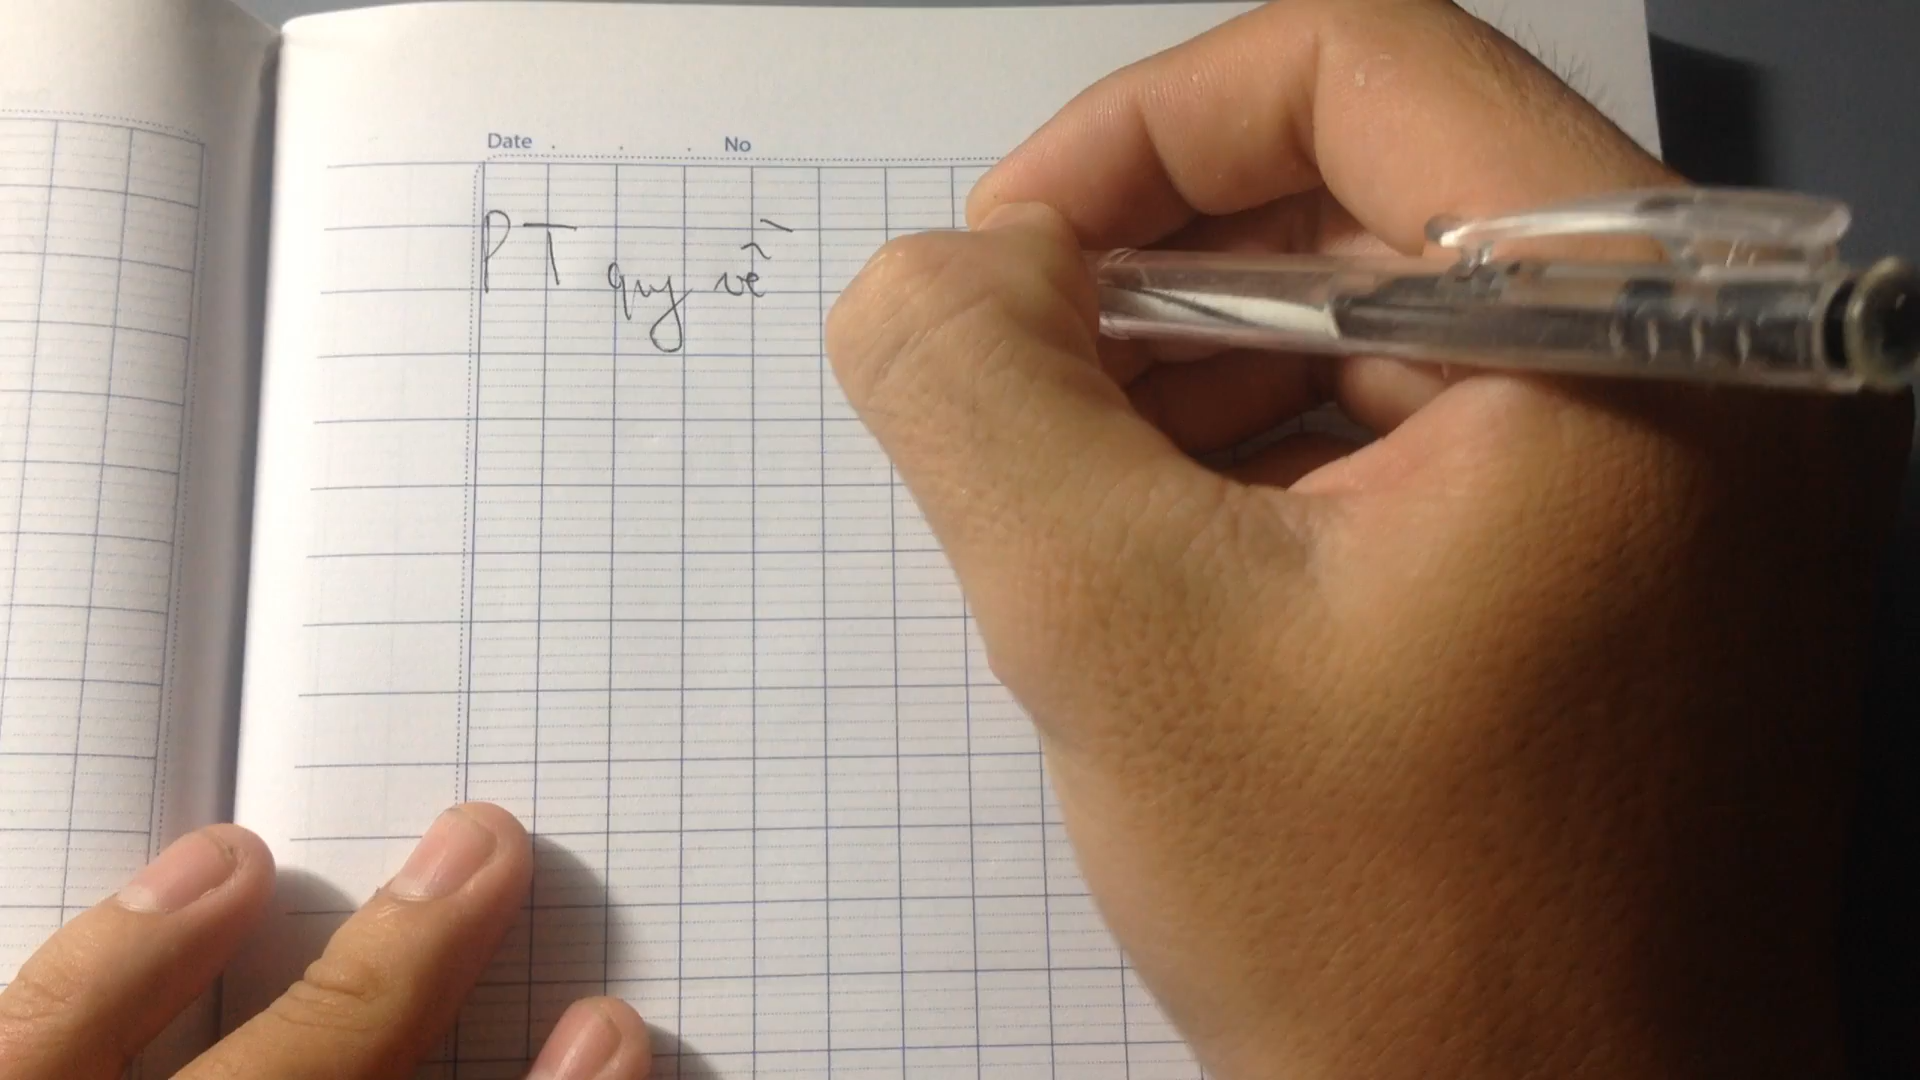 Date . . . No
PT quy về